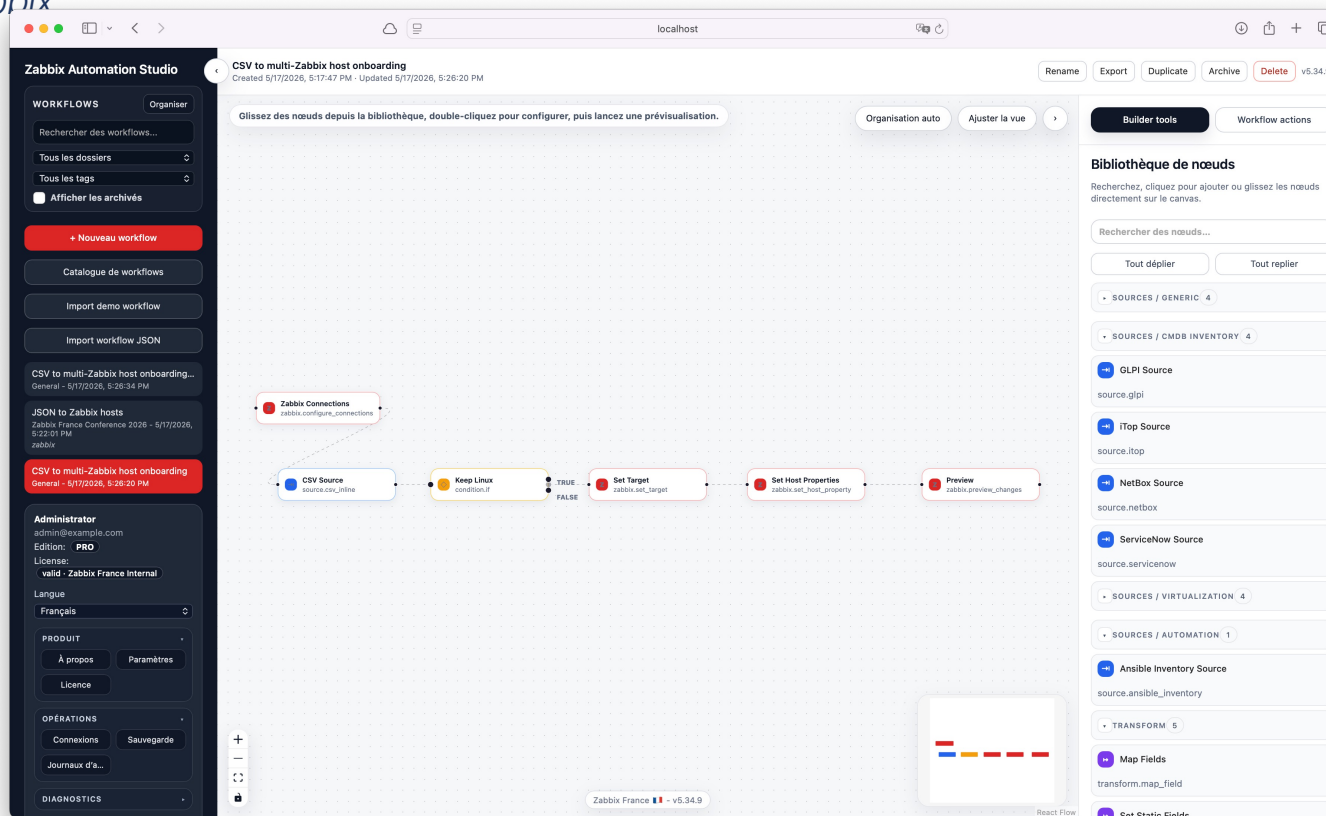 localhost
Zabbix Automation Studio
WORKFLOWS
Organiser
Rechercher des workflows...
Tous les dossiers
Tous les tags
Afficher les archivés
+ Nouveau workflow
Catalogue de workflows
Import demo workflow
Import workflow JSON
CSV to multi-Zabbix host onboarding...
General - 5/17/2026, 5:26:34 PM
JSON to Zabbix hosts
Zabbix France Conference 2026 - 5/17/2026,
5:22:01 PM
zabbix
CSV to multi-Zabbix host onboarding
General - 5/17/2026, 5:26:20 PM
Administrator
admin@example.com
Edition: PRO
License:
valid · Zabbix France Internal
Langue
Français
PRODUIT
À propos
Paramètres
Licence
OPÉRATIONS
Connexions
Sauvegarde
Journaux d'a...
DIAGNOSTICS
CSV to multi-Zabbix host onboarding
Created 5/17/2026, 5:17:47 PM · Updated 5/17/2026, 5:26:20 PM
Rename
Export
Duplicate
Archive
Delete
v5.34.
Glissez des nœuds depuis la bibliothèque, double-cliquez pour configurer, puis lancez une prévisualisation.
Organisation auto
Ajuster la vue
Zabbix Connections
zabbix.configure_connections
CSV Source
source.csv_inline
Keep Linux
condition.if
TRUE
FALSE
Set Target
zabbix.set_target
Set Host Properties
zabbix.set_host_property
Preview
zabbix.preview_changes
Zabbix France 🇫🇷 - v5.34.9
React Flow
Builder tools
Workflow actions
Bibliothèque de nœuds
Recherchez, cliquez pour ajouter ou glissez les nœuds
directement sur le canvas.
Rechercher des nœuds...
Tout déplier
Tout replier
SOURCES / GENERIC 4
SOURCES / CMDB INVENTORY 4
GLPI Source
source.glpi
iTop Source
source.itop
NetBox Source
source.netbox
ServiceNow Source
source.servicenow
SOURCES / VIRTUALIZATION 4
SOURCES / AUTOMATION 1
Ansible Inventory Source
source.ansible_inventory
TRANSFORM 5
Map Fields
transform.map_field
Set Static Fields